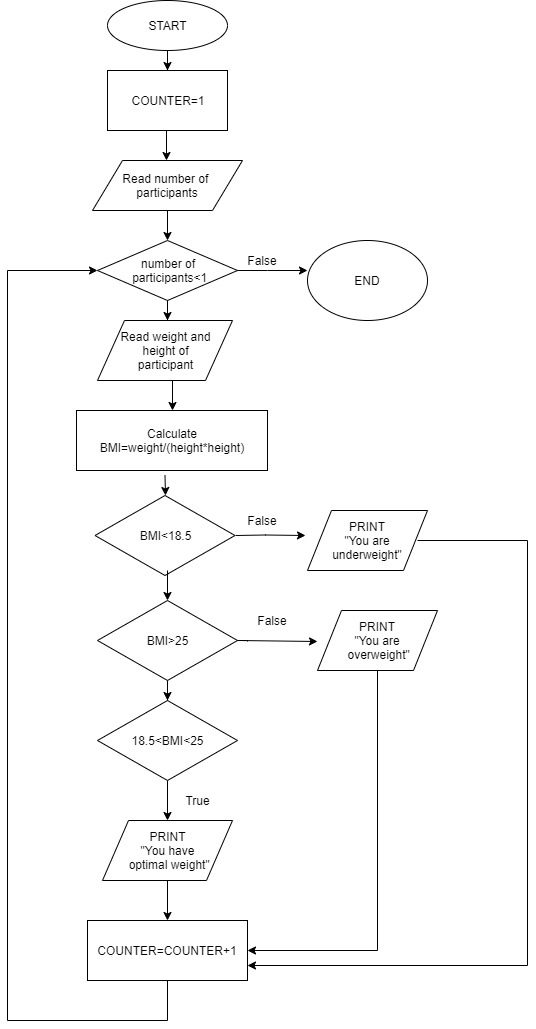 START
COUNTER=1
Read number of
participants
number of
participants<1
False
END
Read weight and
height of
participant
Calculate
BMI=weight/(height*height)
BMI<18.5
False
PRINT
"You are
underweight"
BMI>25
False
PRINT
"You are
overweight"
18.5<BMI<25
True
PRINT
"You have
optimal weight"
COUNTER=COUNTER+1